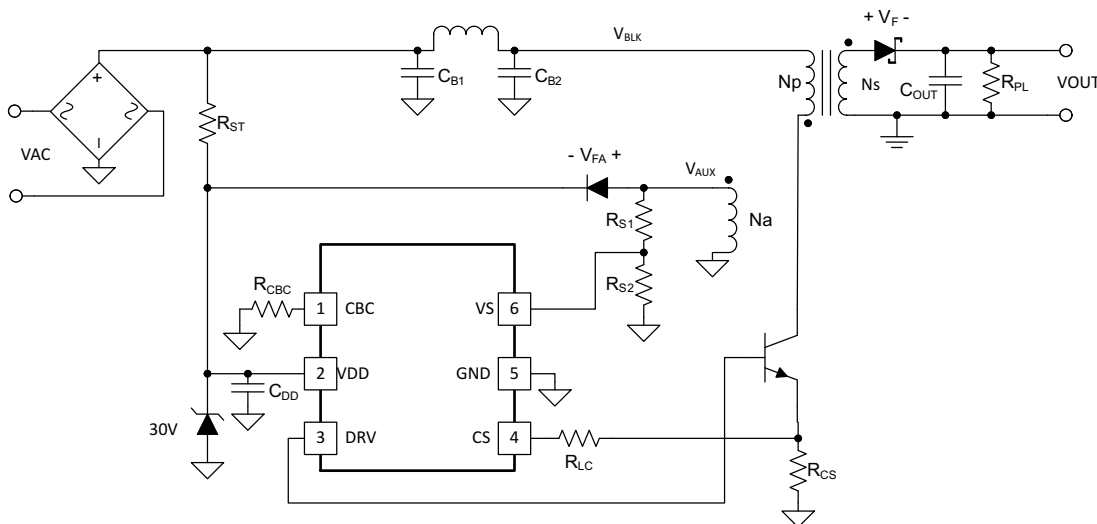 + VF -
VBLK
CB1
CB2
Np
Ns
COUT
RPL
VOUT
+
-
VAC
RST
- VFA +
VAUX
RS1
Na
RS2
RCBC
1 CBC
VS 6
2 VDD
GND 5
CDD
30V
3 DRV
CS 4
RLC
RCS